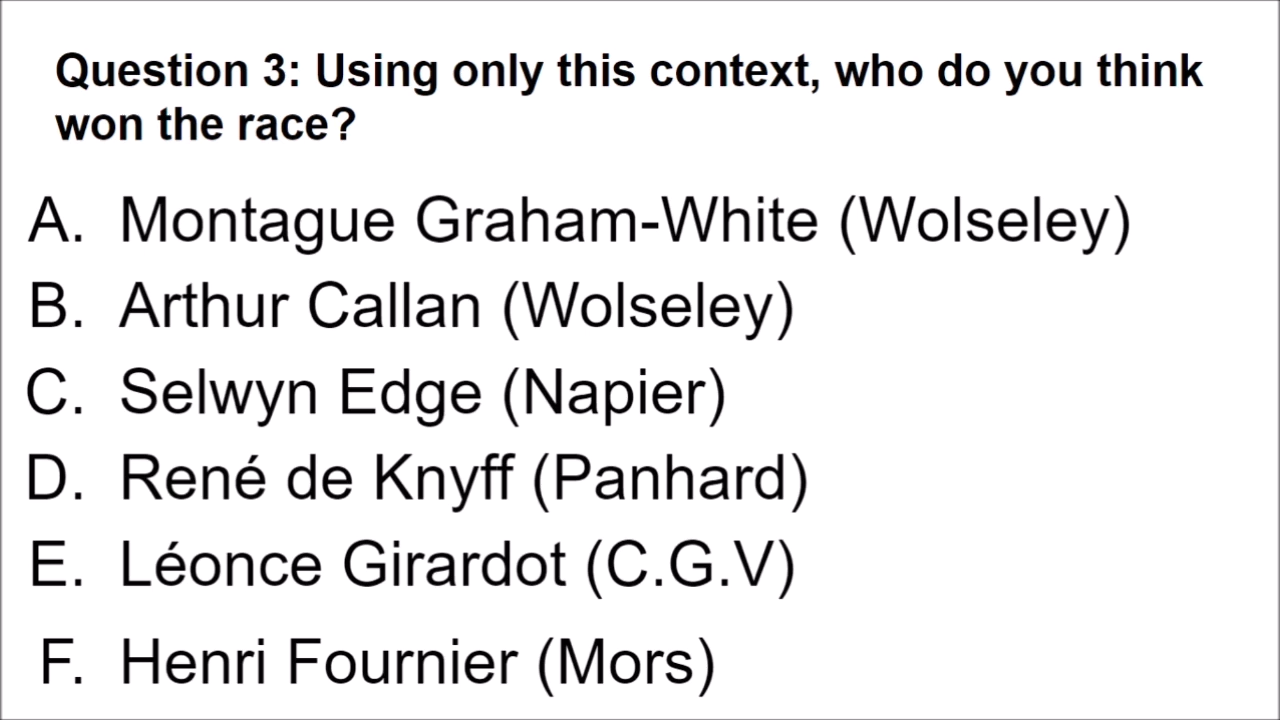 Question 3: Using only this context, who do you think
won the race?
A. Montague Graham-White (Wolseley)
B. Arthur Callan (Wolseley)
C. Selwyn Edge (Napier)
D. René de Knyff (Panhard)
E. Léonce Girardot (C.G.V)
F. Henri Fournier (Mors)